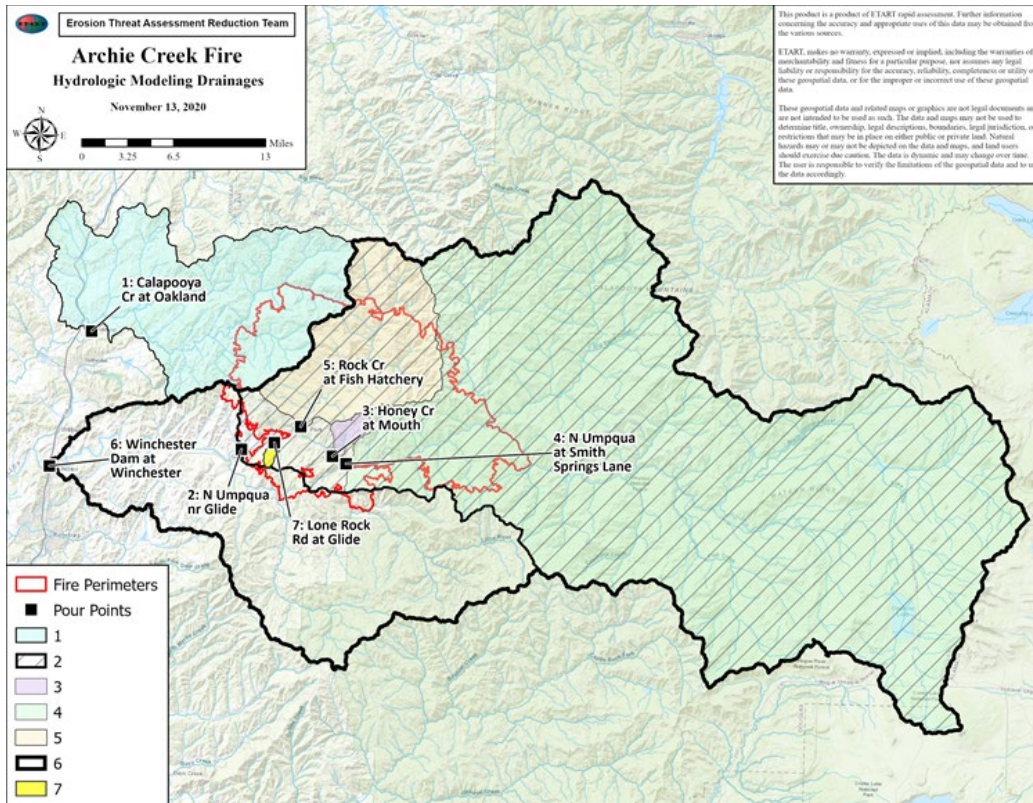 Erosion Threat Assessment Reduction Team
Archie Creek Fire
Hydrologic Modeling Drainages
November 13, 2020
N
W E
S
0 3.25 6.5 13
Miles
This product is a product of ETART rapid assessment. Further information
concerning the accuracy and appropriate uses of this data may be obtained
the various sources.
ETART, makes no warranty, expressed or implied, including the warranties of
merchantability and fitness for a particular purpose, nor assumes any legal
liability or responsibility for the accuracy, reliability, completeness or utility
these geospatial data, or for the improper or incorrect use of these geospatial
data.
These geospatial data and related maps or graphics are not legal documents
are not intended to be used as such. The data and maps may not be used to
determine title, ownership, legal descriptions, boundaries, legal jurisdiction,
restrictions that may be in place on either public or private land. Natural
hazards may or may not be depicted on the data and maps, and land users
should exercise due caution. The data is dynamic and may change over time.
The user is responsible to verify the limitations of the geospatial data and to
the data accordingly.
1: Calapooya
Cr at Oakland
5: Rock Cr
at Fish Hatchery
3: Honey Cr
at Mouth
4: N Umpqua
at Smith
Springs Lane
6: Winchester
Dam at
Winchester
2: N Umpqua
nr Glide
7: Lone Rock
Rd at Glide
Fire Perimeters
Pour Points
1
2
3
4
5
6
7